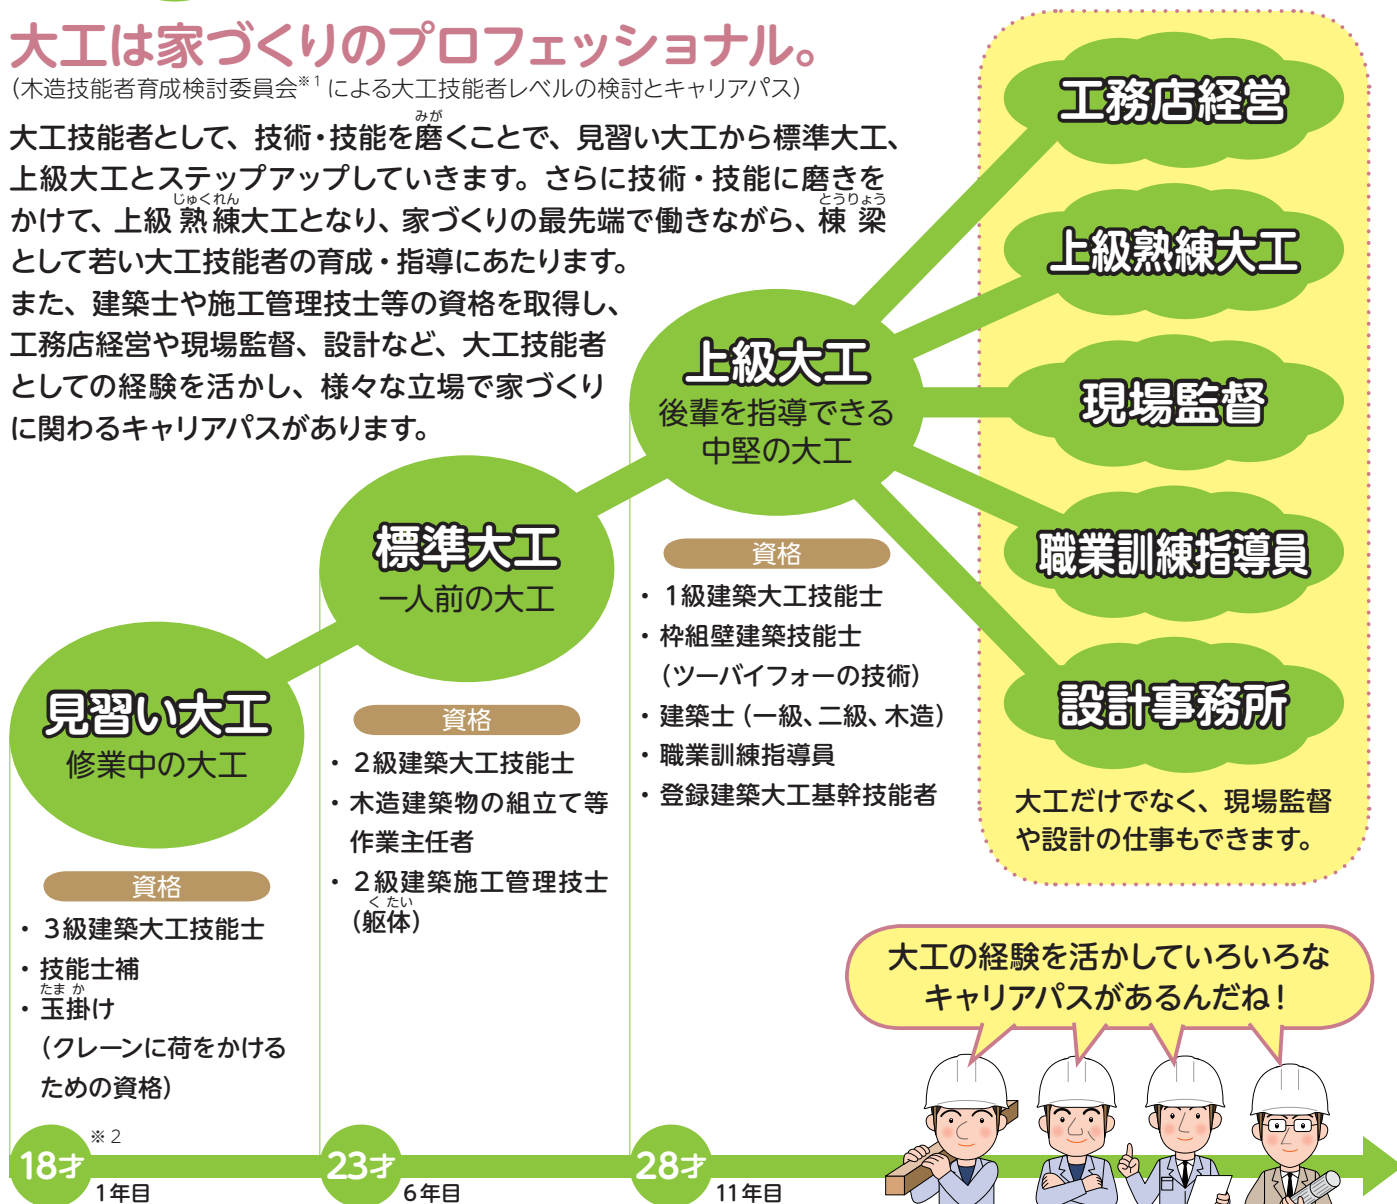 大工は家づくりのプロフェッショナル。
(木造技能者育成検討委員会※1による大工技能者レベルの検討とキャリアパス)
大工技能者として、技術・技能を磨くことで、見習い大工から標準大工、
みが
上級大工とステップアップしていきます。さらに技術・技能に磨きを
かけて、上級熟練大工となり、家づくりの最先端で働きながら、棟梁
じゅくれん
とうりょう
として若い大工技能者の育成・指導にあたります。
また、建築士や施工管理技士等の資格を取得し、
工務店経営や現場監督、設計など、大工技能者
としての経験を活かし、様々な立場で家づくり
に関わるキャリアパスがあります。
見習い大工
修業中の大工
資格
・3級建築大工技能士
・技能士補
・玉掛け
たまか
(クレーンに荷をかける
ための資格)
標準大工
一人前の大工
資格
・2級建築大工技能士
・木造建築物の組立て等
作業主任者
・2級建築施工管理技士
(躯体)
くたい
上級大工
後輩を指導できる
中堅の大工
資格
・1級建築大工技能士
・枠組壁建築技能士
(ツーバイフォーの技術)
・建築士(一級、二級、木造)
・職業訓練指導員
・登録建築大工基幹技能者
工務店経営
上級熟練大工
現場監督
職業訓練指導員
設計事務所
大工だけでなく、現場監督
や設計の仕事もできます。
大工の経験を活かしていろいろな
キャリアパスがあるんだね!
18才
※2
1年目
23才
6年目
28才
11年目